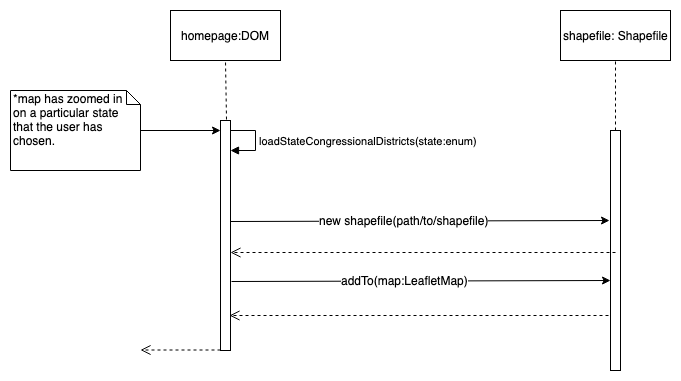 homepage:DOM
shapefile: Shapefile
*map has zoomed in
on a particular state
that the user has
chosen.
loadStateCongressionalDistricts(state:enum)
new shapefile(path/to/shapefile)
addTo(map:LeafletMap)